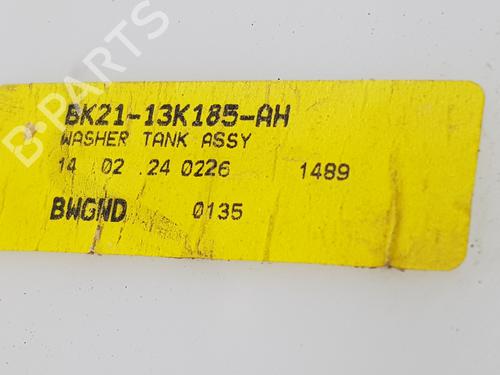 B-PARTS
BK21-13K185-AH
WASHER TANK ASSY
14 02 .24 0226 1489
BWGND 0135